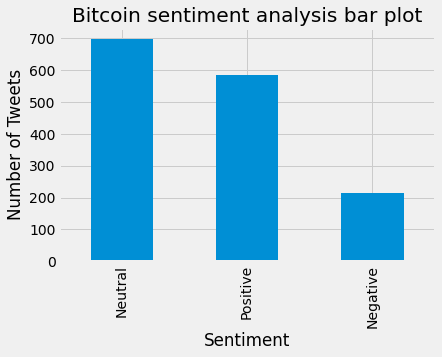 Bitcoin sentiment analysis bar plot
Number of Tweets
700
600
500
400
300
200
100
0
Neutral
Positive
Negative
Sentiment